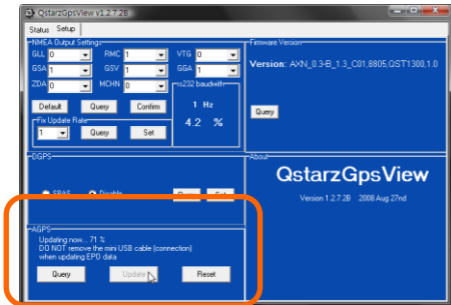 QstarzGpsView V1.2.7.2B
Status Setup
NMEA Output Settings
GLL 0 RMC 1 VTG 0
GSA 1 GSV 1 GGA 1
ZDA 0 MCHN 0
rs232 bandwith
Default Query Confirm
1 Hz
4.2 %
Fix Update Rate
1 Query Set
DGPS
SBAS Disable
AGPS
Updating now... 71 %
DO NOT remove the mini USB cable (connection)
when updating EPO data
Query Update Reset
Firmware Version
Version: AXN_0.3-B_1.3_C01,8805,QST1300,1.0
Query
About
QstarzGpsView
Version 1.2.7.2B 2008 Aug 27nd